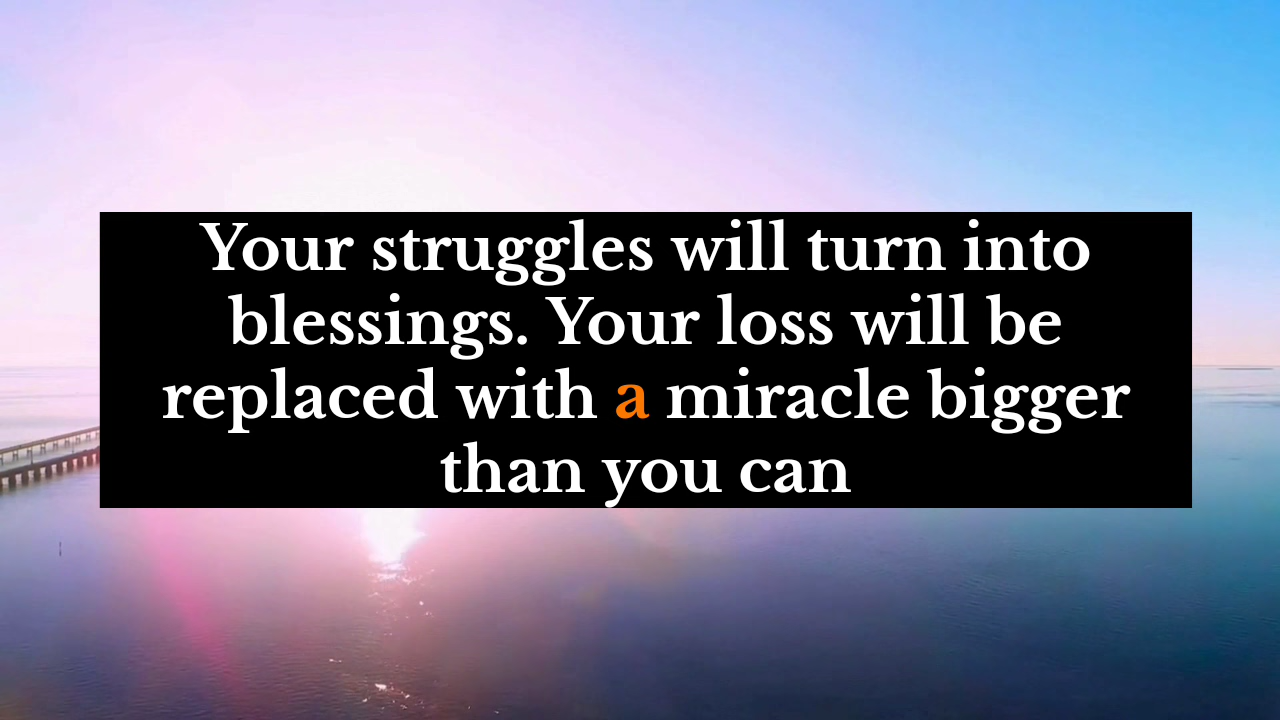 Your struggles will turn into
blessings. Your loss will be
replaced with a miracle bigger
than you can